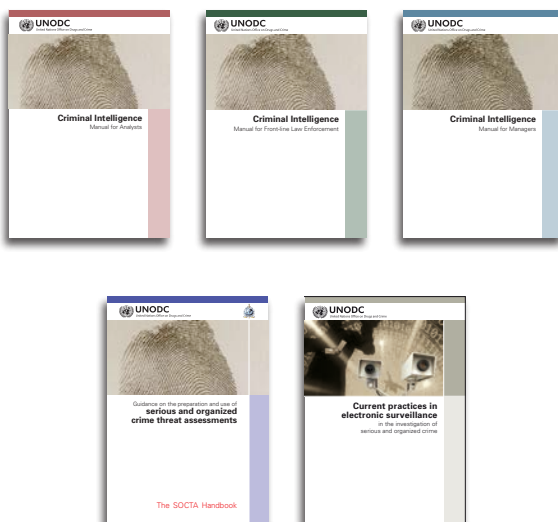 UNODC
United Nations Office on Drugs and Crime
Criminal Intelligence
Manual for Analysts
UNODC
United Nations Office on Drugs and Crime
Criminal Intelligence
Manual for Front-line Law Enforcement
UNODC
United Nations Office on Drugs and Crime
Criminal Intelligence
Manual for Managers
UNODC
United Nations Office on Drugs and Crime
Guidance on the preparation and use of
serious and organized
crime threat assessments
The SOCTA Handbook
UNODC
United Nations Office on Drugs and Crime
Current practices in
electronic surveillance
in the investigation of
serious and organized crime